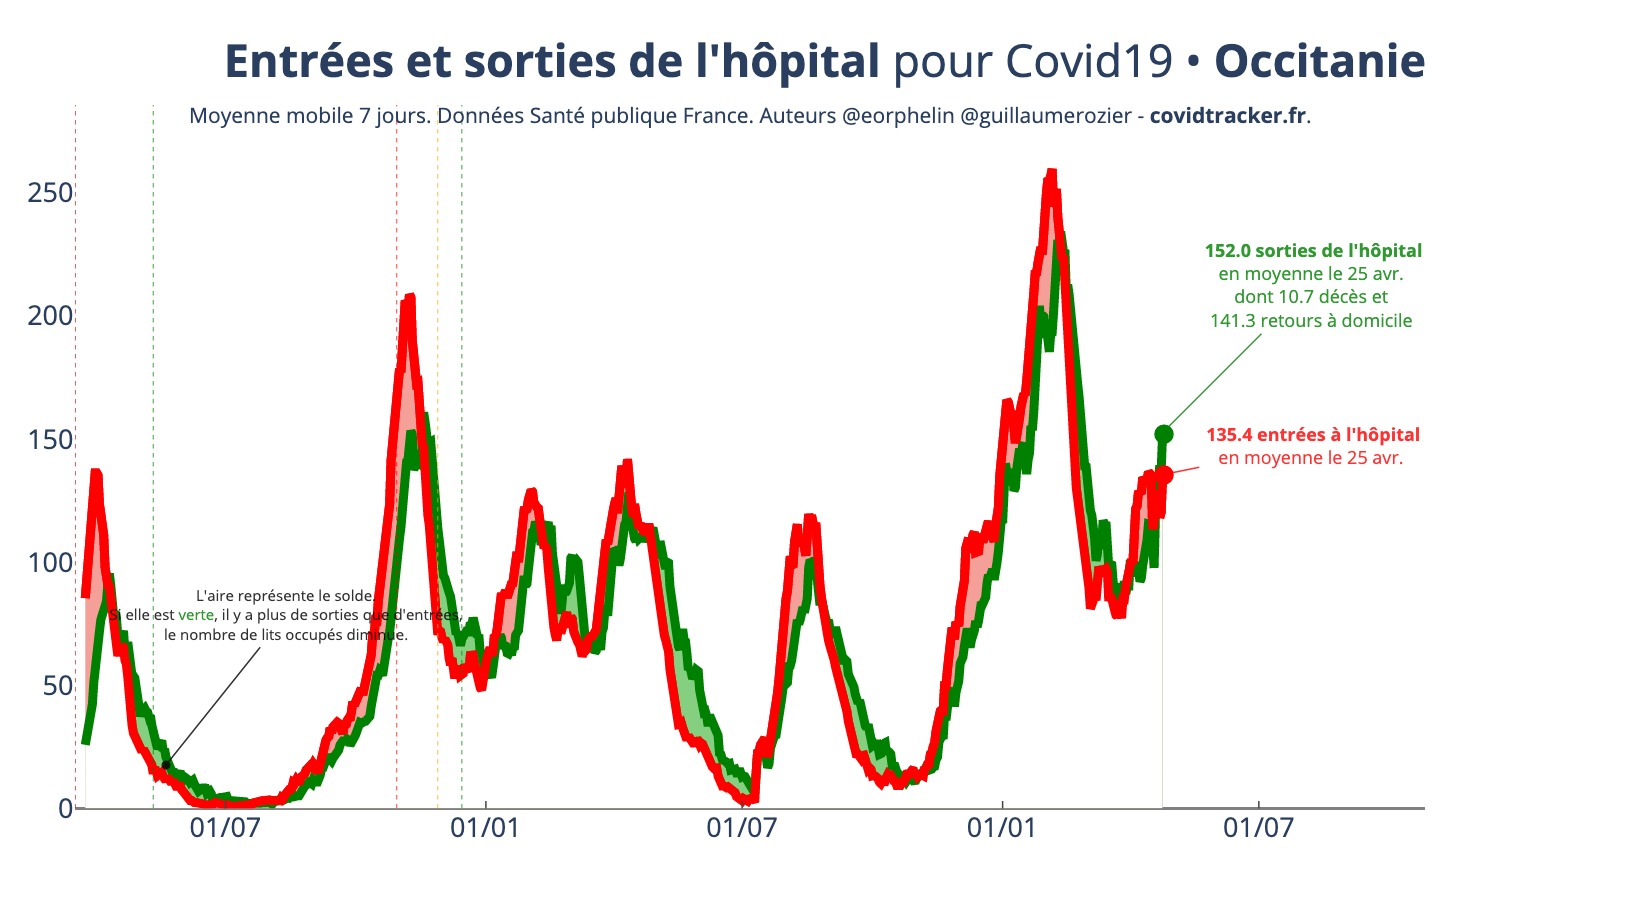 Entrées et sorties de l'hôpital pour Covid19 • Occitanie
Moyenne mobile 7 jours. Données Santé publique France. Auteurs @eorphelin @guillaumerozier - covidtracker.fr.
250
200
150
100
50
0
152.0 sorties de l'hôpital
en moyenne le 25 avr.
dont 10.7 décès et
141.3 retours à domicile
135.4 entrées à l'hôpital
en moyenne le 25 avr.
L'aire représente le solde.
Si elle est verte, il y a plus de sorties que d'entrées,
le nombre de lits occupés diminue.
01/07
01/01
01/07
01/01
01/07